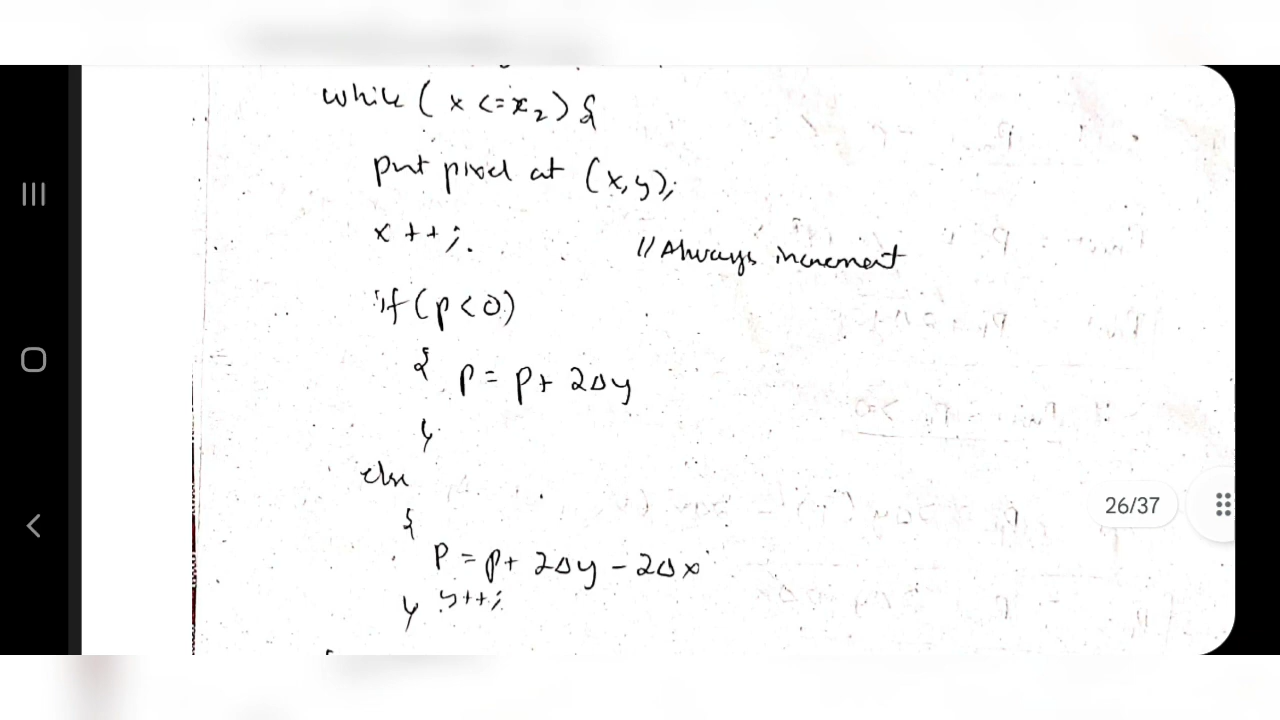 while ( x <= x₂ ) {
put pixel at (x, y);
x ++;. //Always increment
if ( p < 0 )
{ p = p + 2Δy
}
else
{
p = p + 2Δy - 2Δx
} y++;
26/37